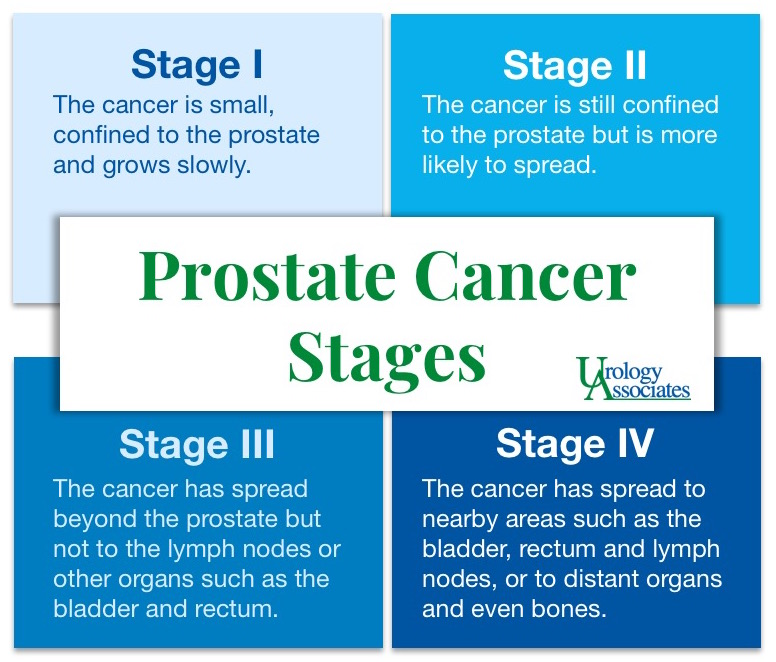 Stage I
The cancer is small,
confined to the prostate
and grows slowly.
Stage II
The cancer is still confined
to the prostate but is more
likely to spread.
Prostate Cancer
Stages
Urology
Associates
Stage III
The cancer has spread
beyond the prostate but
not to the lymph nodes or
other organs such as the
bladder and rectum.
Stage IV
The cancer has spread to
nearby areas such as the
bladder, rectum and lymph
nodes, or to distant organs
and even bones.